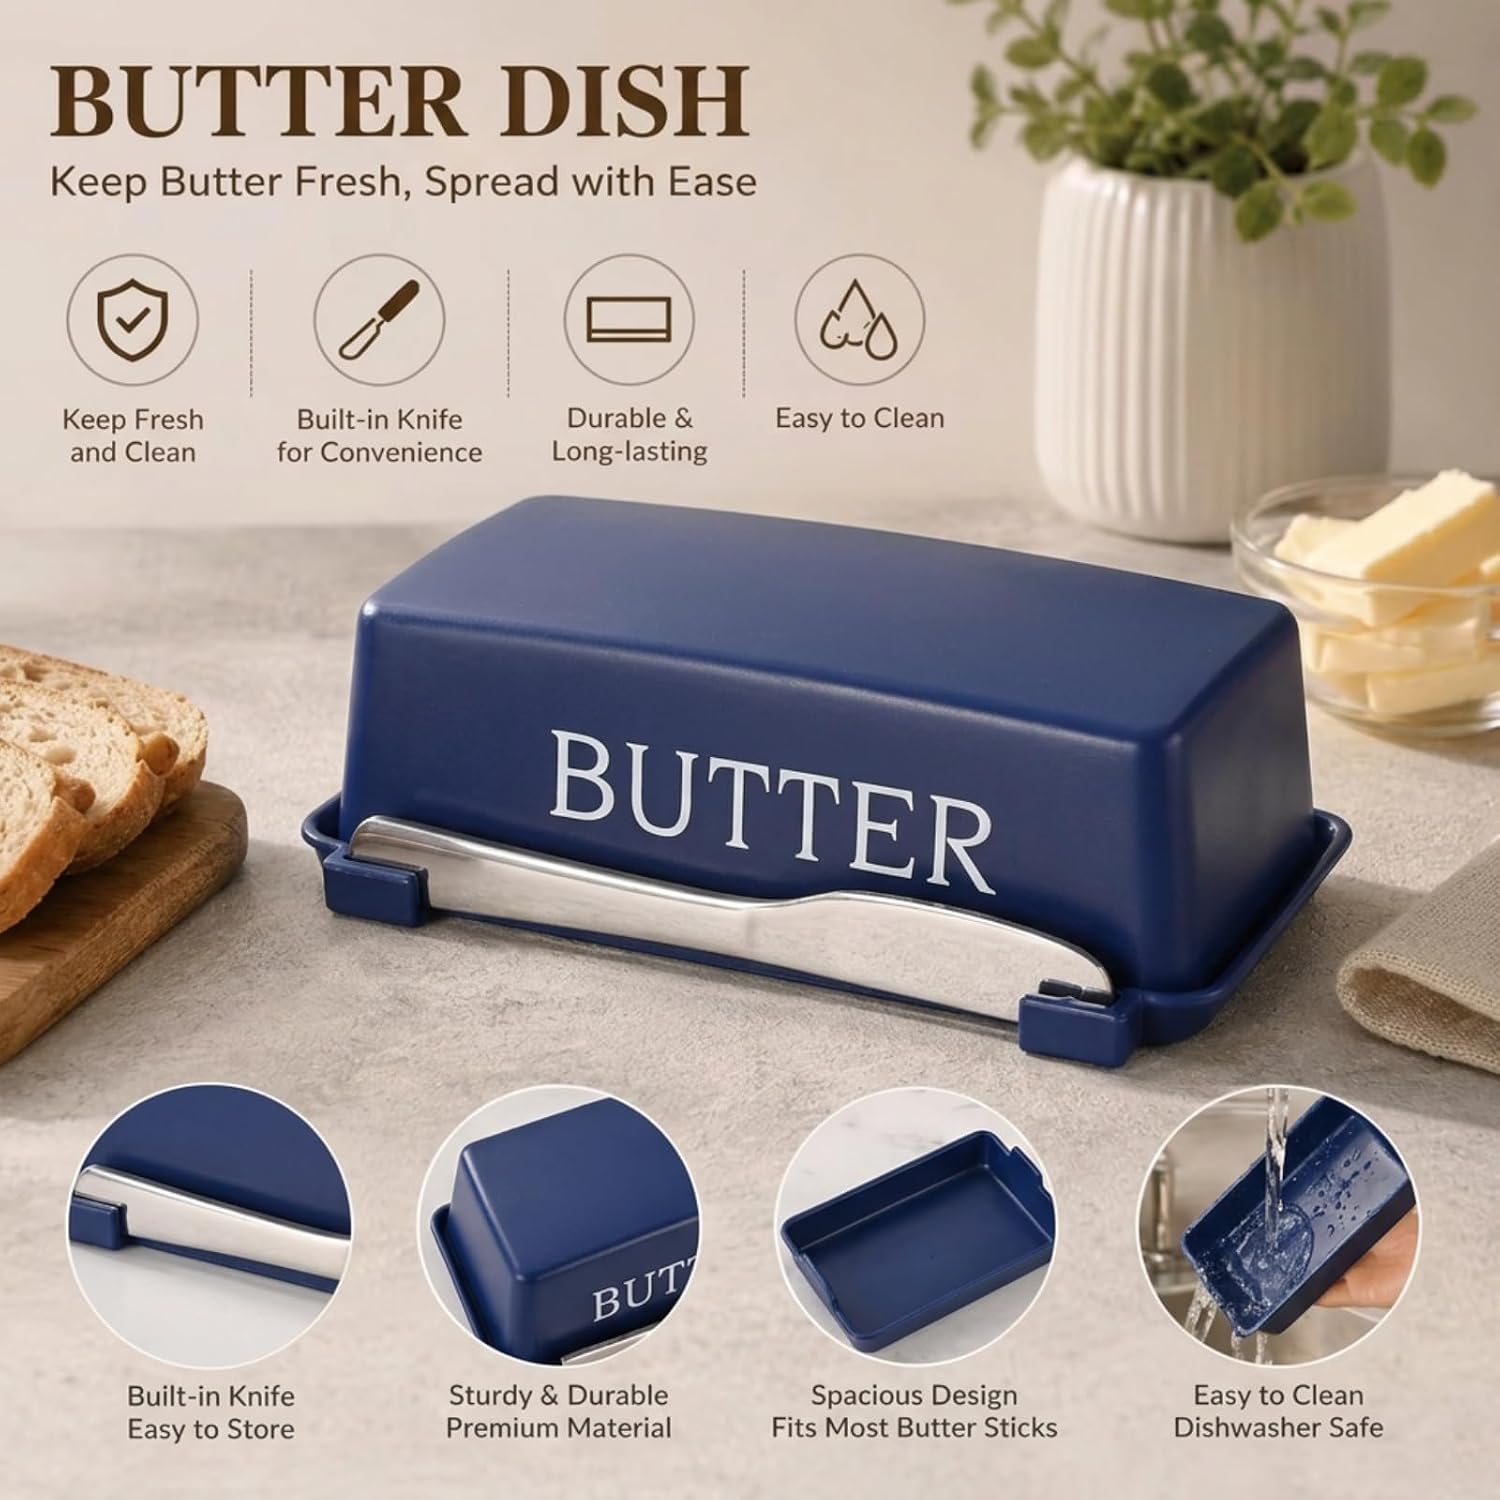 BUTTER DISH
Keep Butter Fresh, Spread with Ease
Keep Fresh
and Clean
Built-in Knife
for Convenience
Durable &
Long-lasting
Easy to Clean
BUTTER
BUTT
Built-in Knife
Easy to Store
Sturdy & Durable
Premium Material
Spacious Design
Fits Most Butter Sticks
Easy to Clean
Dishwasher Safe